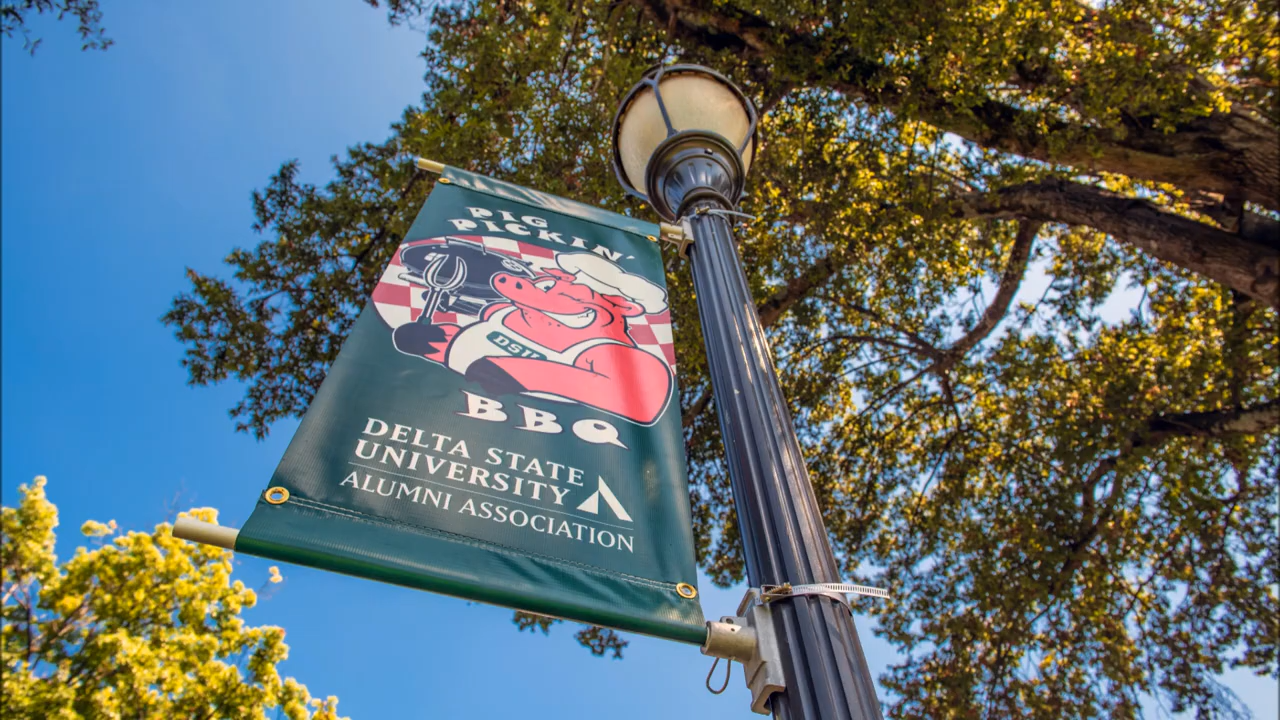 PIG
PICKIN'
DSU
BBQ
DELTA STATE
UNIVERSITY
ALUMNI ASSOCIATION